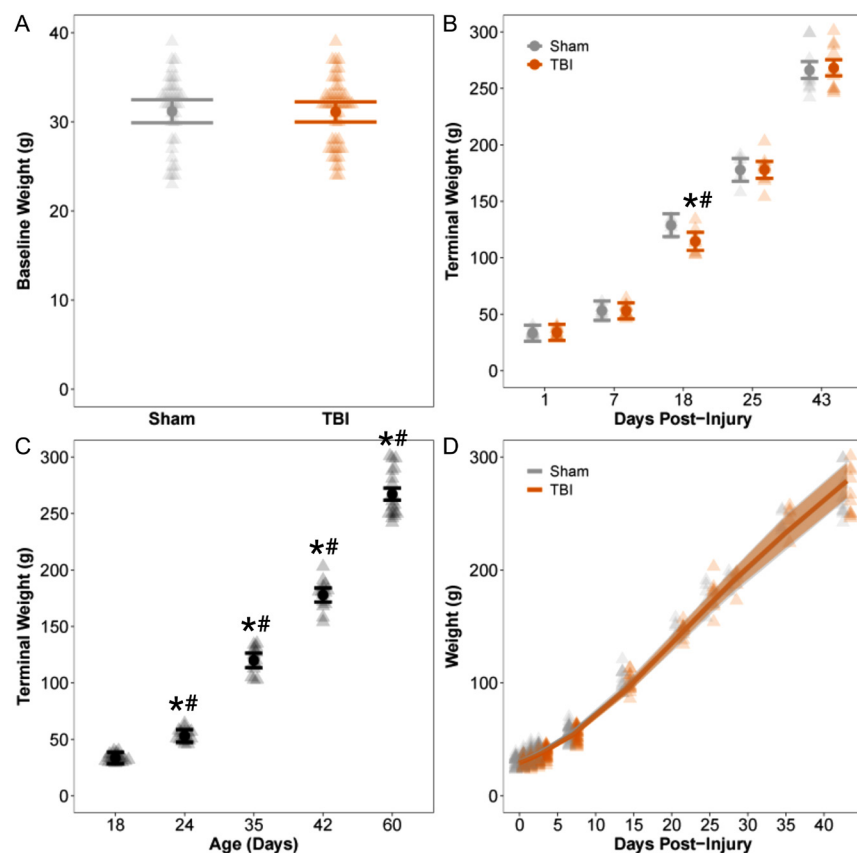 A
40
30
20
10
0
Baseline Weight (g)
Sham TBI
B
Sham
TBI
300
250
200
150
100
50
0
Terminal Weight (g)
*#
1 7 18 25 43
Days Post-Injury
C
300
250
200
150
100
50
0
Terminal Weight (g)
*#
*#
*#
*#
18 24 35 42 60
Age (Days)
D
Sham
TBI
300
200
100
0
Weight (g)
0 5 10 15 20 25 30 35 40
Days Post-Injury